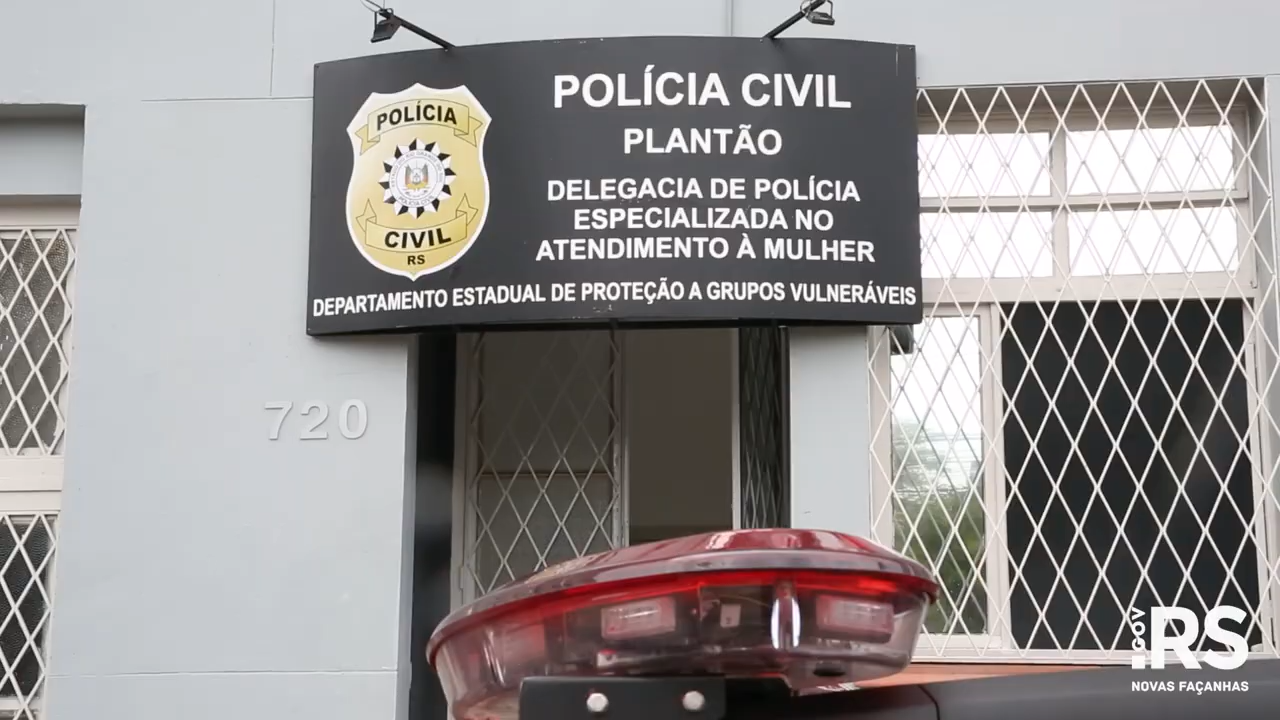 POLÍCIA CIVIL
PLANTÃO
DELEGACIA DE POLÍCIA
ESPECIALIZADA NO
ATENDIMENTO À MULHER
DEPARTAMENTO ESTADUAL DE PROTEÇÃO A GRUPOS VULNERÁVEIS
POLÍCIA
CIVIL
RS
720
.GOV
RS
NOVAS FAÇANHAS